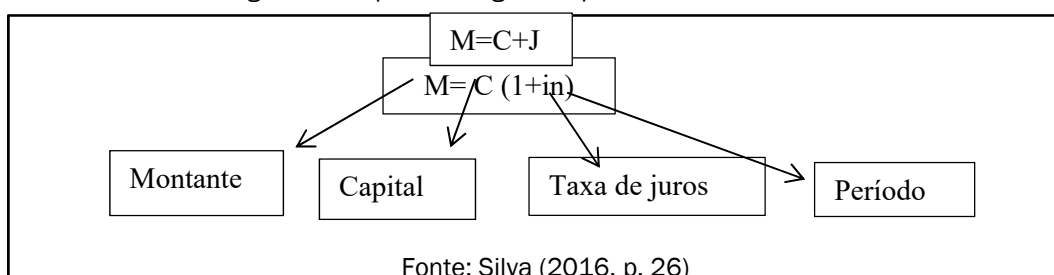 M=C+J
M= C (1+in)
Montante
Capital
Taxa de juros
Período
Fonte: Silva (2016, p. 26)